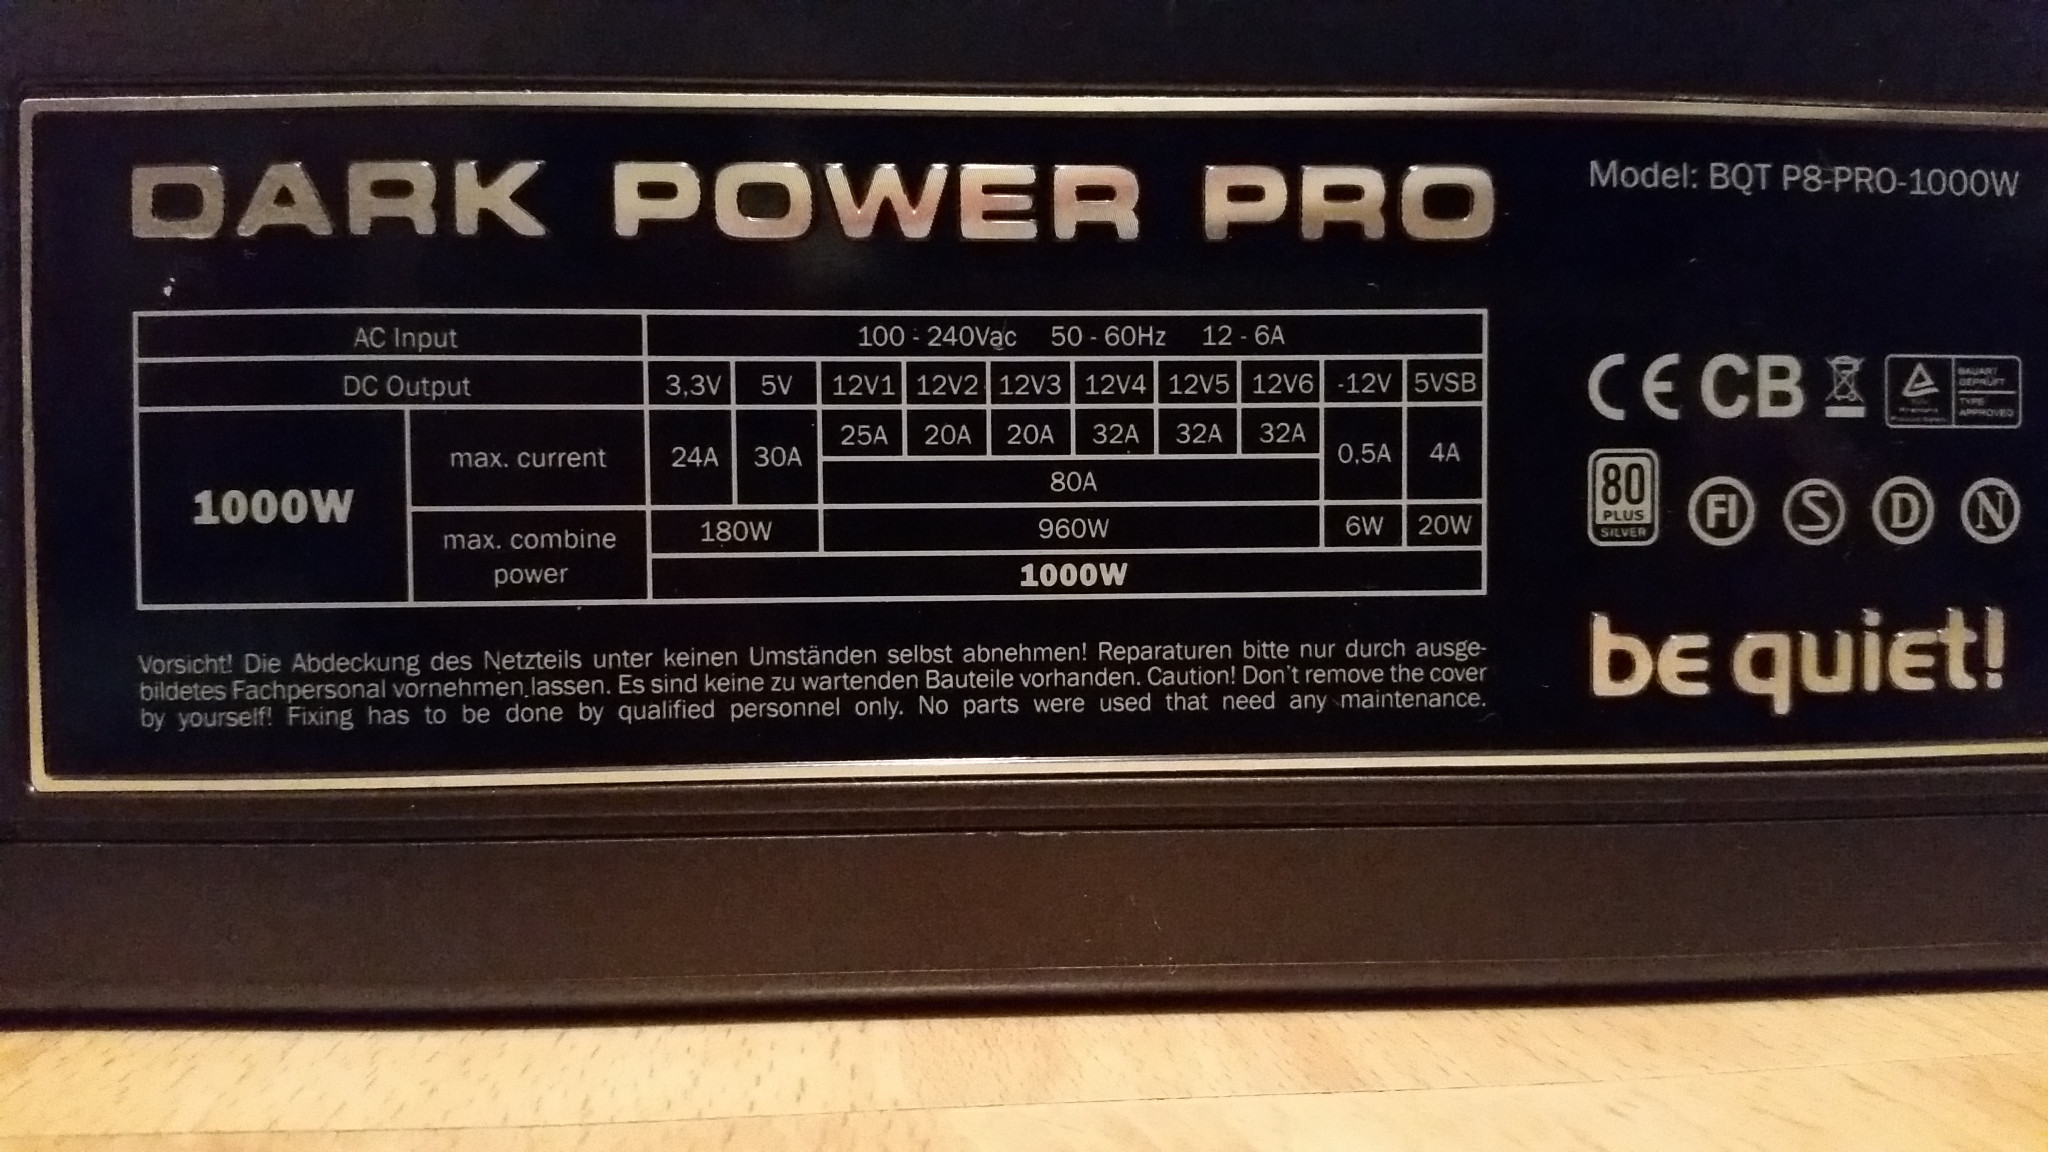 DARK POWER PRO
Model: BQT P8-PRO-1000W
AC Input 100 - 240Vac 50 - 60Hz 12 - 6A
DC Output 3,3V 5V 12V1 12V2 12V3 12V4 12V5 12V6 -12V 5VSB
1000W
max. current 24A 30A 25A 20A 20A 32A 32A 32A 0,5A 4A
80A
max. combine power 180W 960W 6W 20W
1000W
CE CB
BAUART
GEPRÜFT
TYPE
APPROVED
80
PLUS
SILVER
FI S D N
be quiet!
Vorsicht! Die Abdeckung des Netzteils unter keinen Umständen selbst abnehmen! Reparaturen bitte nur durch ausge-
bildetes Fachpersonal vornehmen lassen. Es sind keine zu wartenden Bauteile vorhanden. Caution! Don't remove the cover
by yourself! Fixing has to be done by qualified personnel only. No parts were used that need any maintenance.